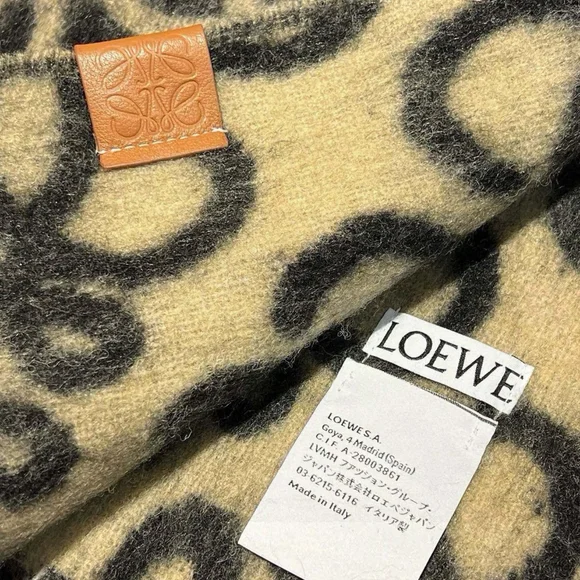 LOEWE
LOEWE S.A.
Goya, 4 Madrid (Spain)
C.I.F A-28003861
LVMH ファッション・グループ・
ジャパン株式会社ロエベジャパン
03-6215-6116 イタリア製
Made in Italy